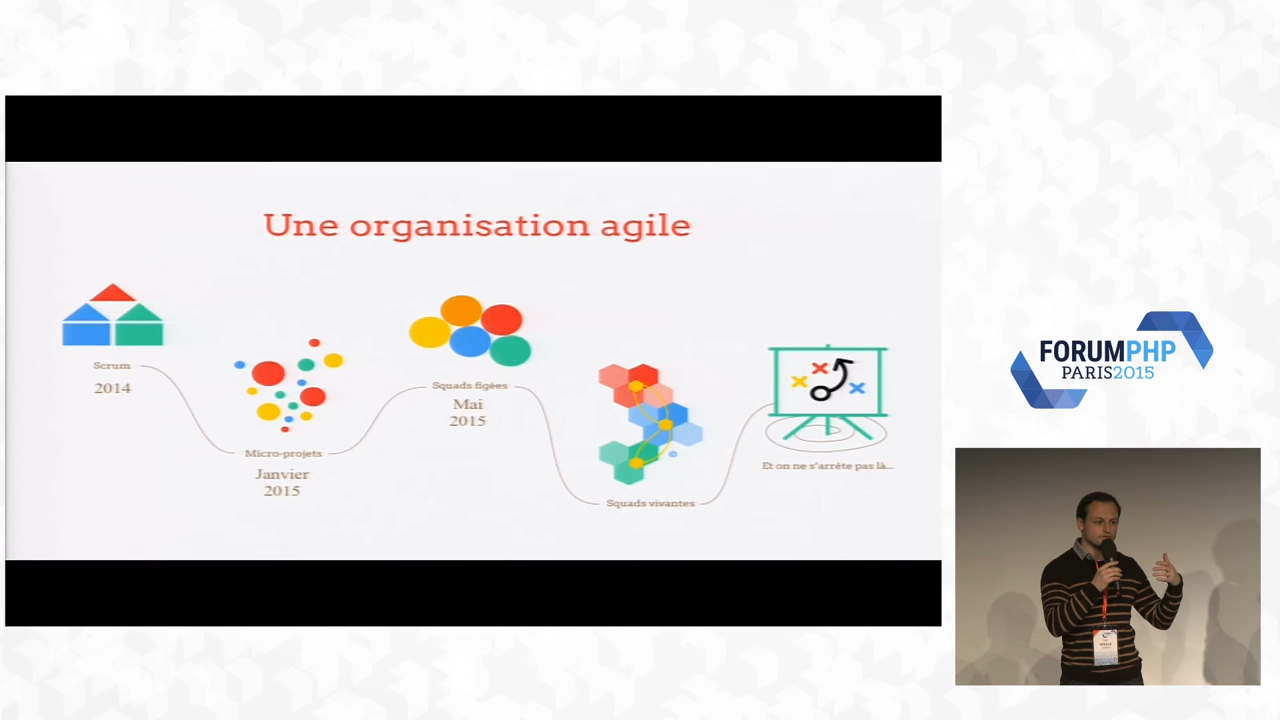 Une organisation agile
Scrum
2014
Micro-projets
Janvier
2015
Squads figées
Mai
2015
Squads vivantes
Et on ne s'arrête pas là...
FORUMPHP
PARIS2015